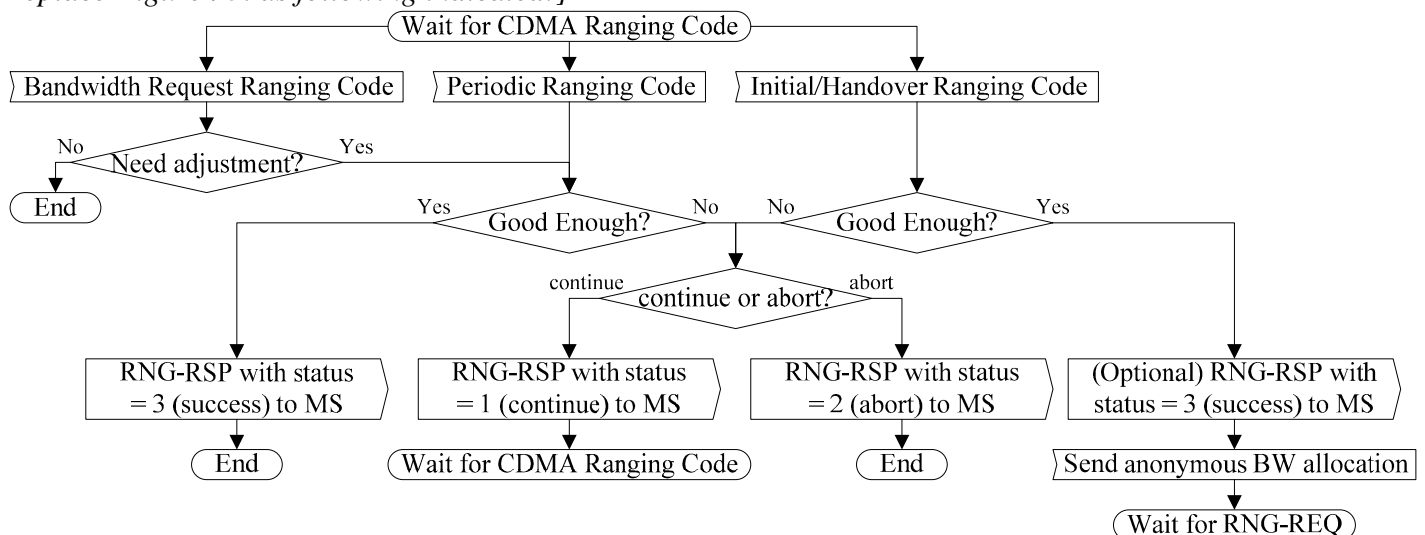 Wait for CDMA Ranging Code
Bandwidth Request Ranging Code
Periodic Ranging Code
Initial/Handover Ranging Code
No
Need adjustment?
Yes
End
Yes
Good Enough?
No
No
Good Enough?
Yes
continue
continue or abort?
abort
RNG-RSP with status
= 3 (success) to MS
RNG-RSP with status
= 1 (continue) to MS
RNG-RSP with status
= 2 (abort) to MS
(Optional) RNG-RSP with
status = 3 (success) to MS
End
Wait for CDMA Ranging Code
End
Send anonymous BW allocation
Wait for RNG-REQ